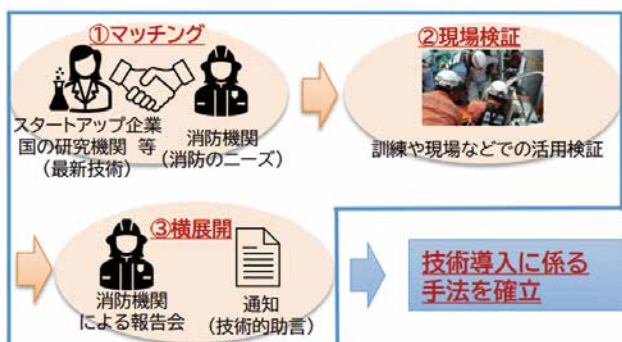 ①マッチング
スタートアップ企業
国の研究機関 等
(最新技術)
消防機関
(消防のニーズ)
②現場検証
訓練や現場などでの活用検証
③横展開
消防機関
による報告会
通知
(技術的助言)
技術導入に係る
手法を確立